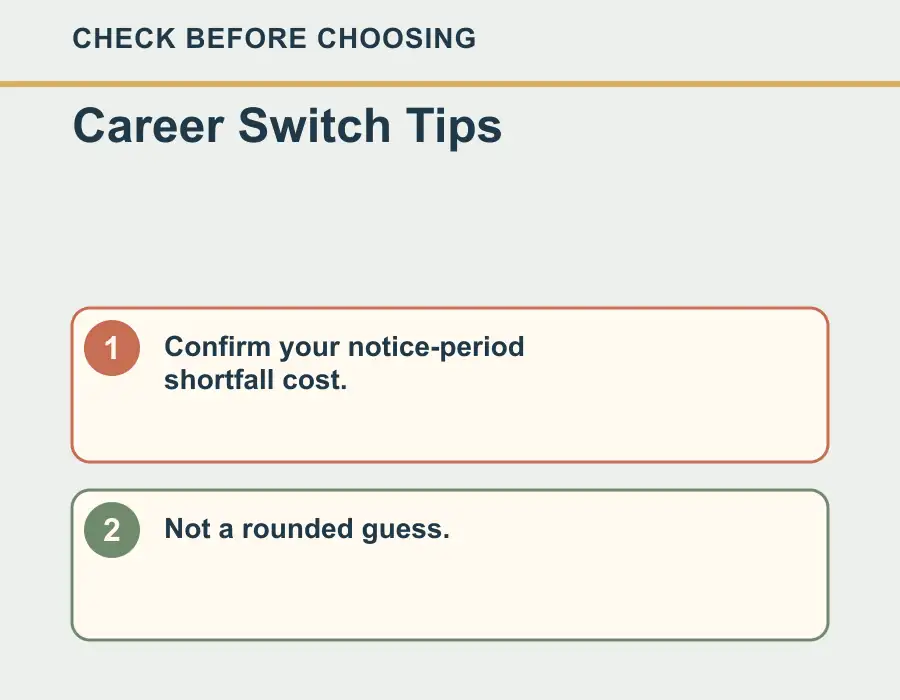 CHECK BEFORE CHOOSING
Career Switch Tips
1
Confirm your notice-period
shortfall cost.
2
Not a rounded guess.